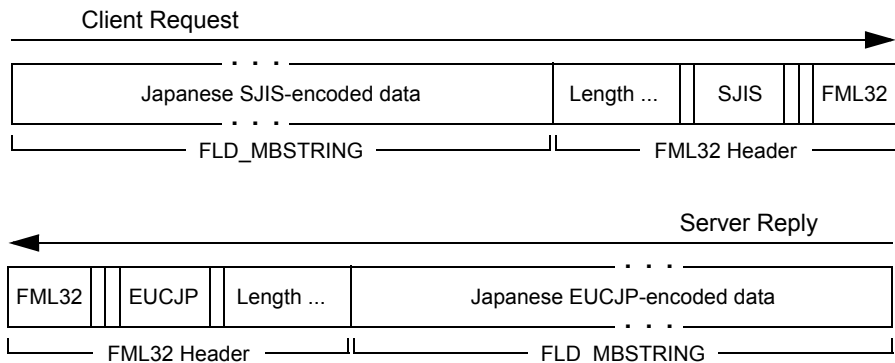 Client Request
Japanese SJIS-encoded data Length ... SJIS FML32
FLD_MBSTRING FML32 Header
Server Reply
FML32 EUCJP Length ... Japanese EUCJP-encoded data
FML32 Header FLD_MBSTRING